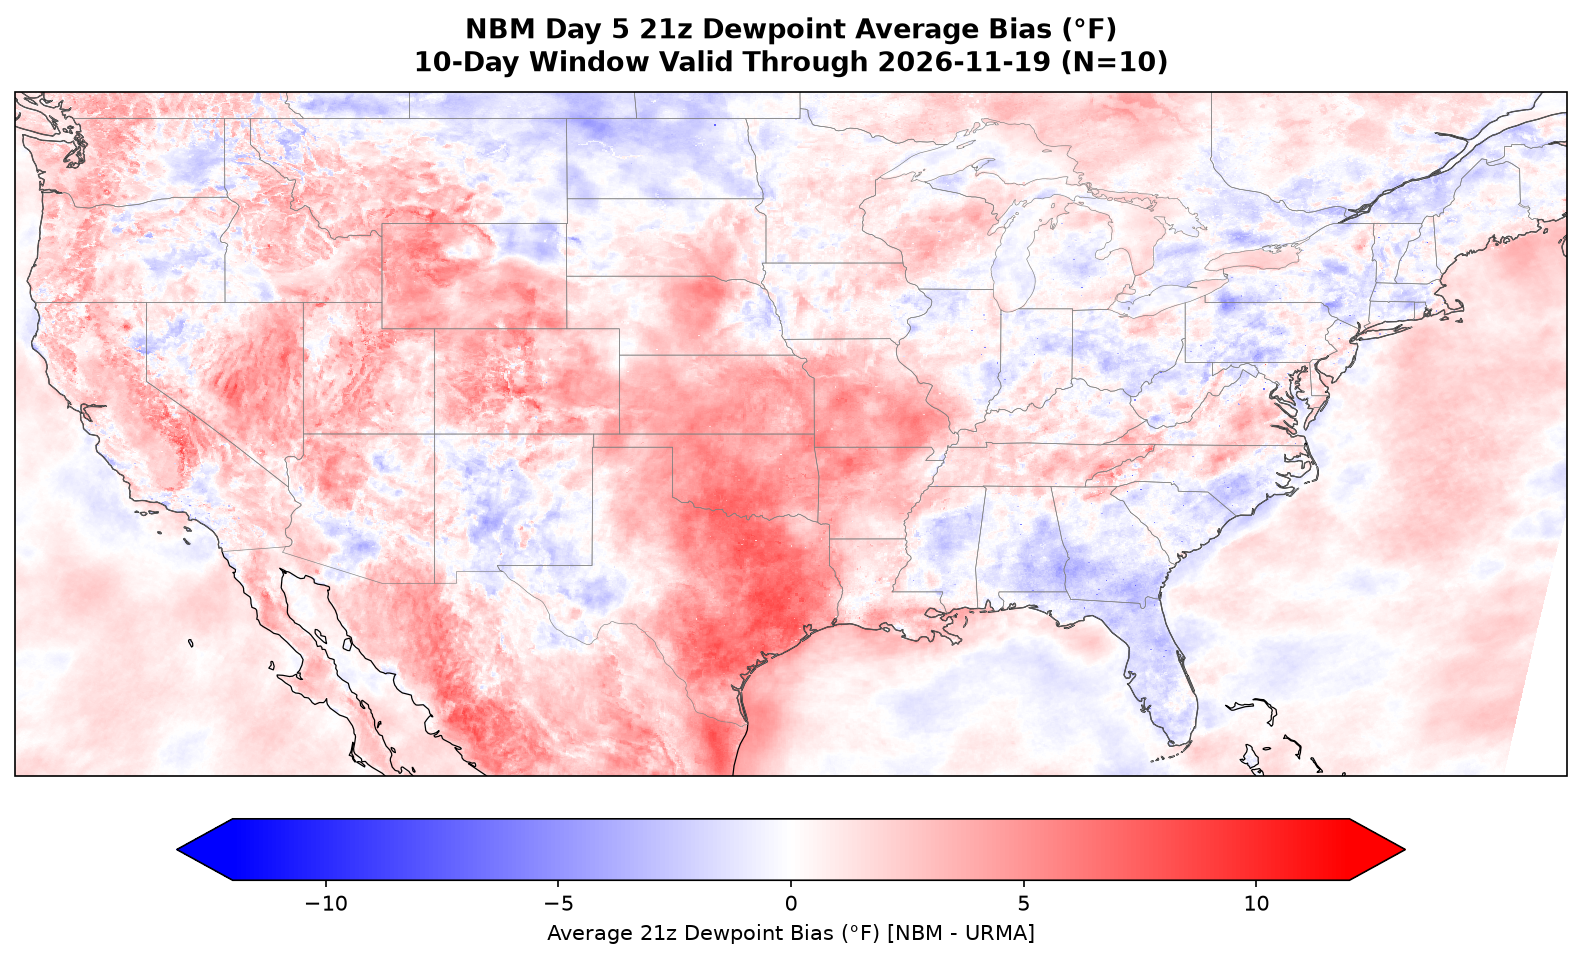 NBM Day 5 21z Dewpoint Average Bias (°F)
10-Day Window Valid Through 2026-11-19 (N=10)
−10 −5 0 5 10
Average 21z Dewpoint Bias (°F) [NBM - URMA]